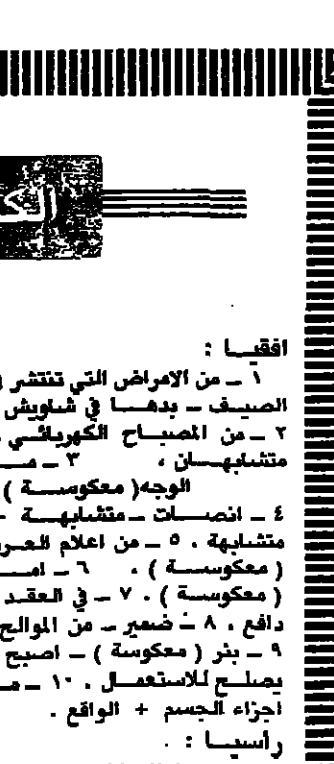 الك
افقيا :
١ – من الامراض التي تنتشر
الصيف – بدهـا في شاويش
٢ – من المصباح الكهربائي .
متشابهان . ٣ –
الوجه ( معكوسة )
٤ – انصات – متشابهة –
متشابهة . ٥ – من اعلام العر
( معكوسة ) . ٦ –
( معكوسة ) . ٧ – في العقد
دافع . ٨ – ضمير – من الموالح
٩ – بئر ( معكوسة ) – اصبح
يصلح للاستعمال . ١٠ –
اجزاء الجسم + الواقع .
رأسيا :